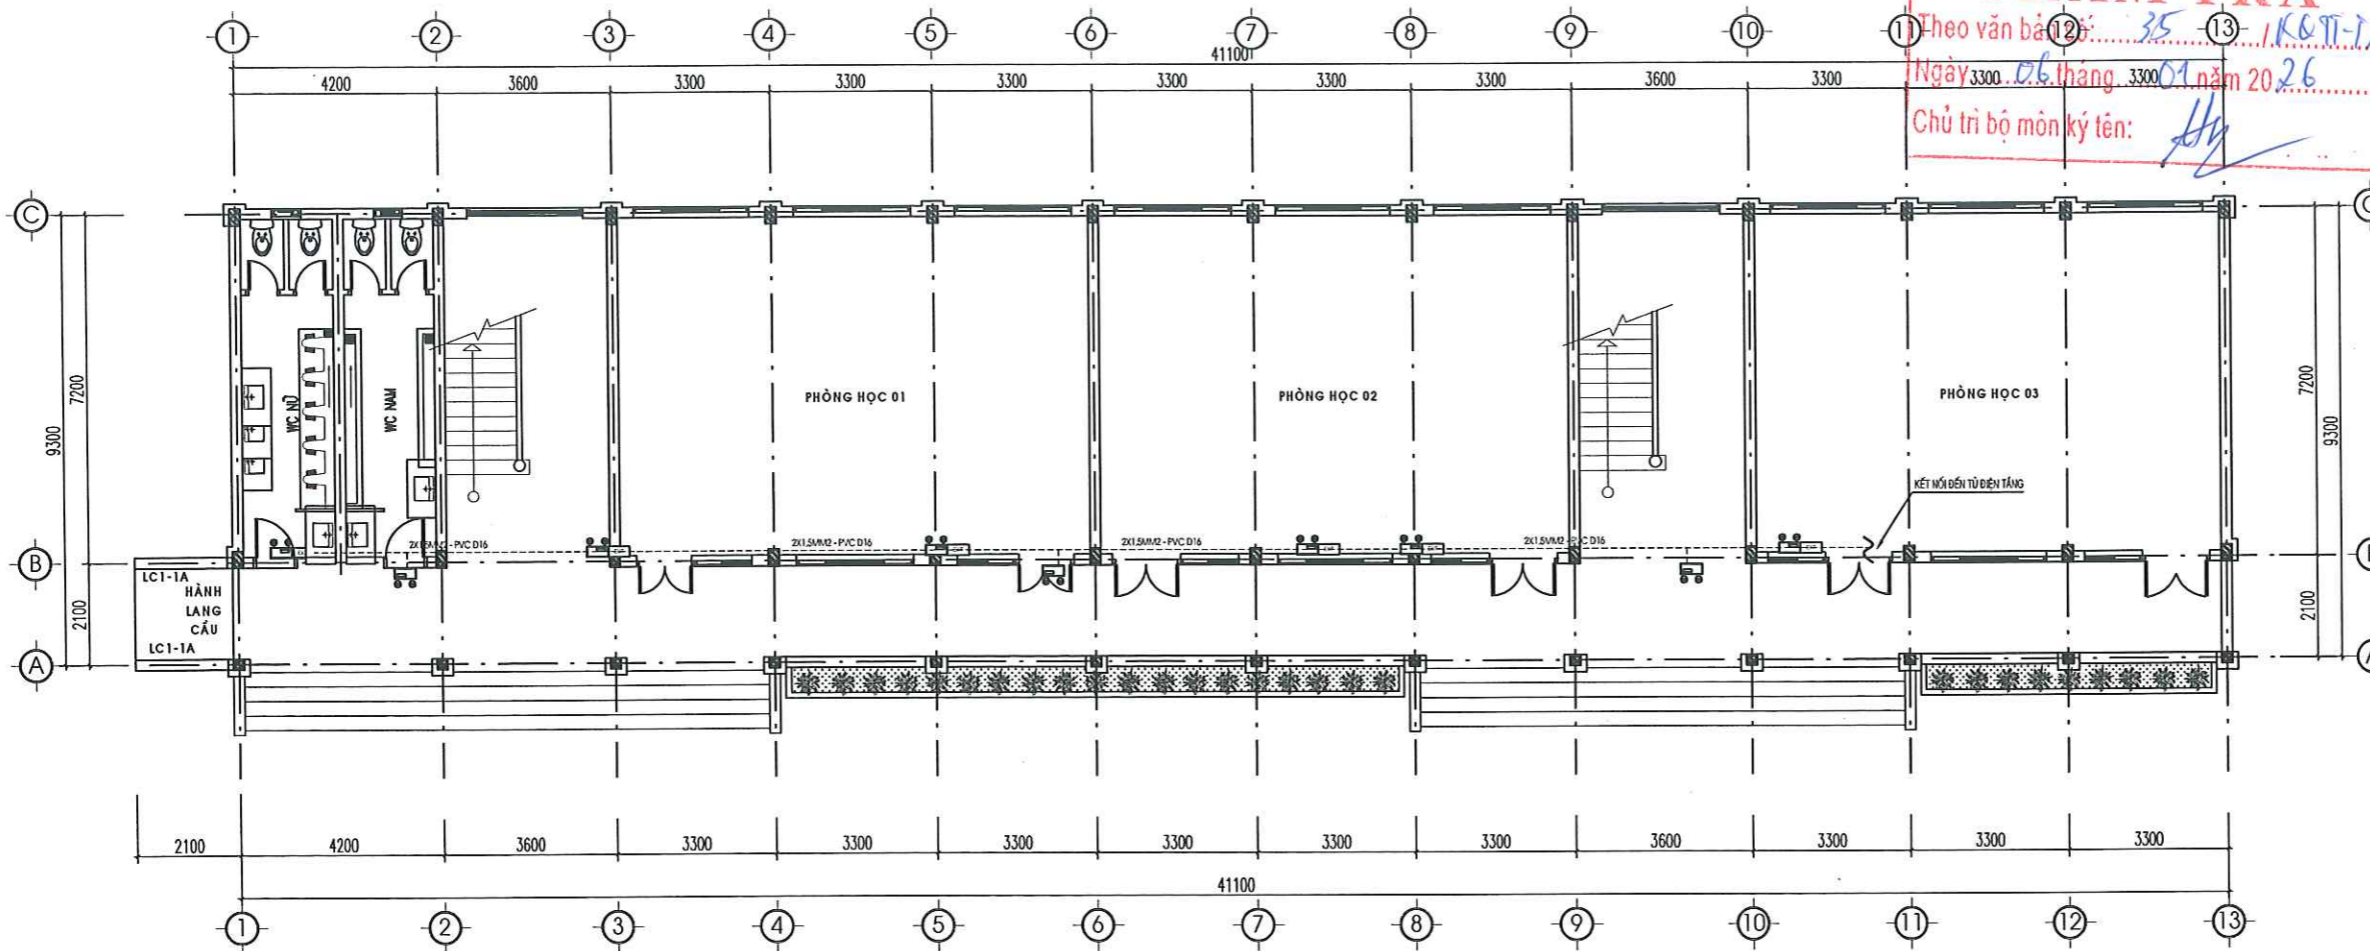 1 2 3 4 5 6 7 8 9 10 11 12 13
Theo văn bản số: 35 / KQTT-
41100
4200 3600 3300 3300 3300 3300 3300 3300 3600 3300 3300 3300
Ngày 06 tháng 01 năm 2026
Chủ trì bộ môn ký tên:
C
7200
9300
2100
WC NỮ
WC NAM
PHÒNG HỌC 01
PHÒNG HỌC 02
PHÒNG HỌC 03
7200
9300
2100
KẾT NỐI ĐẾN TỦ ĐIỆN TẦNG
2X1,5MM2 - PVC D16
2X1,5MM2 - PVC D16
2X1,5MM2 - PVC D16
2X1,5MM2 - PVC D16
B
LC1-1A
HÀNH
LANG
CẦU
LC1-1A
A
2100 4200 3600 3300 3300 3300 3300 3300 3300 3600 3300 3300 3300
41100
1 2 3 4 5 6 7 8 9 10 11 12 13